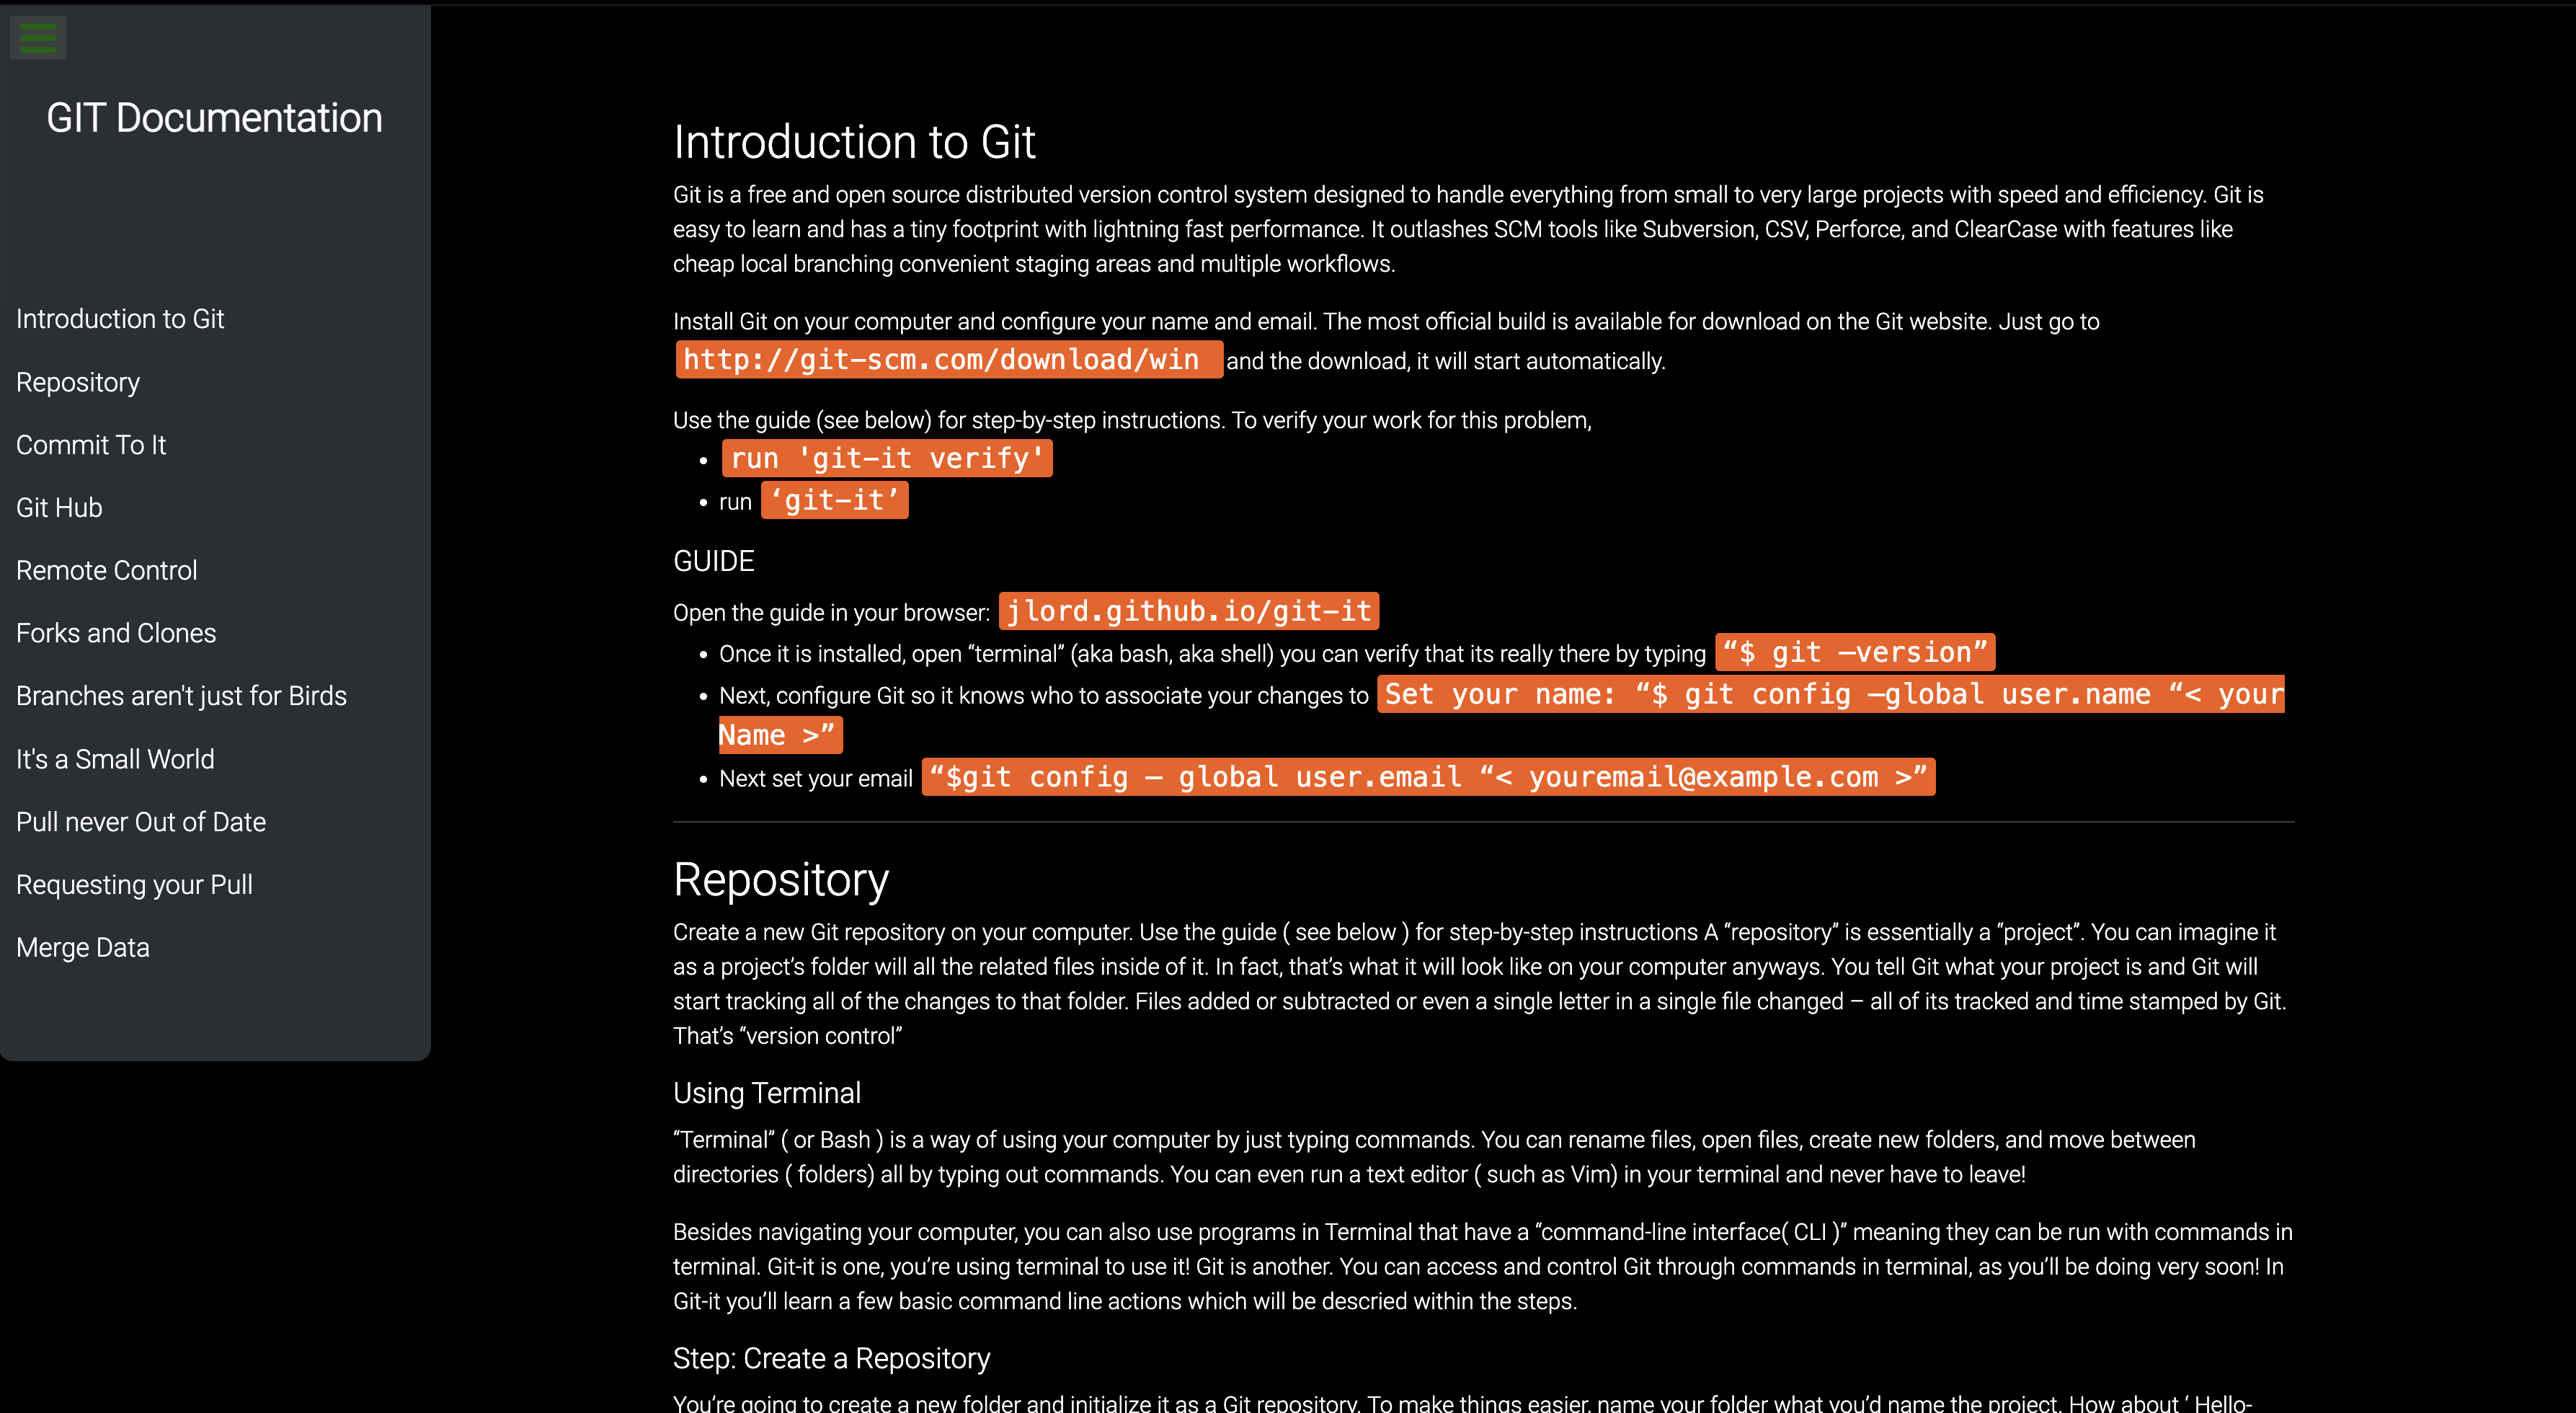 GIT Documentation
Introduction to Git
Repository
Commit To It
Git Hub
Remote Control
Forks and Clones
Branches aren't just for Birds
It's a Small World
Pull never Out of Date
Requesting your Pull
Merge Data
Introduction to Git
Git is a free and open source distributed version control system designed to handle everything from small to very large projects with speed and efficiency. Git is
easy to learn and has a tiny footprint with lightning fast performance. It outlashes SCM tools like Subversion, CSV, Perforce, and ClearCase with features like
cheap local branching convenient staging areas and multiple workflows.
Install Git on your computer and configure your name and email. The most official build is available for download on the Git website. Just go to
http://git-scm.com/download/win and the download, it will start automatically.
Use the guide (see below) for step-by-step instructions. To verify your work for this problem,
• run 'git-it verify'
• run ‘git-it’
GUIDE
Open the guide in your browser: jlord.github.io/git-it
• Once it is installed, open “terminal” (aka bash, aka shell) you can verify that its really there by typing “$ git –version”
• Next, configure Git so it knows who to associate your changes to Set your name: “$ git config –global user.name “< your
Name >”
• Next set your email “$git config – global user.email “< youremail@example.com >”
Repository
Create a new Git repository on your computer. Use the guide ( see below ) for step-by-step instructions A “repository” is essentially a “project”. You can imagine it
as a project’s folder will all the related files inside of it. In fact, that’s what it will look like on your computer anyways. You tell Git what your project is and Git will
start tracking all of the changes to that folder. Files added or subtracted or even a single letter in a single file changed – all of its tracked and time stamped by Git.
That’s “version control”
Using Terminal
“Terminal” ( or Bash ) is a way of using your computer by just typing commands. You can rename files, open files, create new folders, and move between
directories ( folders) all by typing out commands. You can even run a text editor ( such as Vim) in your terminal and never have to leave!
Besides navigating your computer, you can also use programs in Terminal that have a “command-line interface( CLI )” meaning they can be run with commands in
terminal. Git-it is one, you’re using terminal to use it! Git is another. You can access and control Git through commands in terminal, as you’ll be doing very soon! In
Git-it you’ll learn a few basic command line actions which will be descried within the steps.
Step: Create a Repository
You’re going to create a new folder and initialize it as a Git repository. To make things easier, name your folder what you’d name the project. How about ‘ Hello-